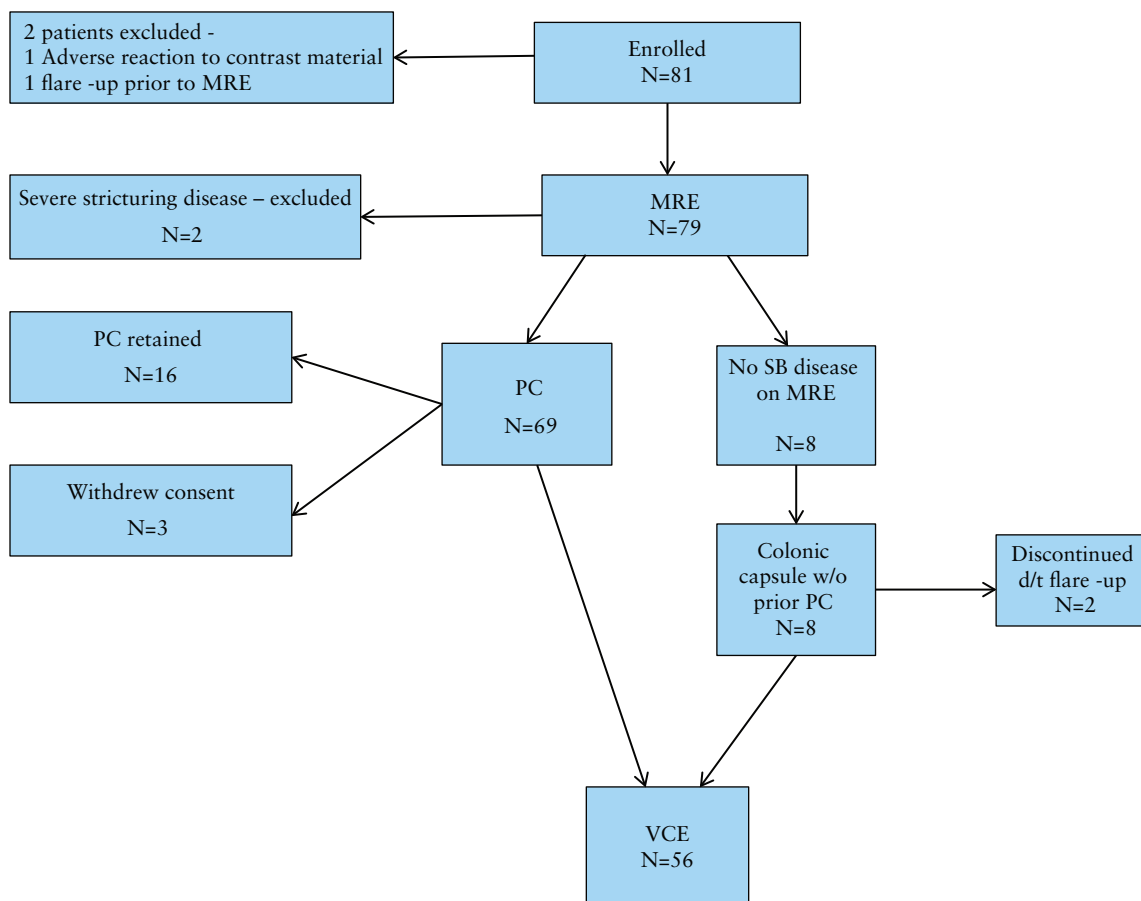 2 patients excluded -
1 Adverse reaction to contrast material
1 flare -up prior to MRE
Enrolled
N=81
Severe stricturing disease – excluded
N=2
MRE
N=79
PC retained
N=16
PC
N=69
No SB disease
on MRE
N=8
Withdrew consent
N=3
Colonic
capsule w/o
prior PC
N=8
Discontinued
d/t flare -up
N=2
VCE
N=56